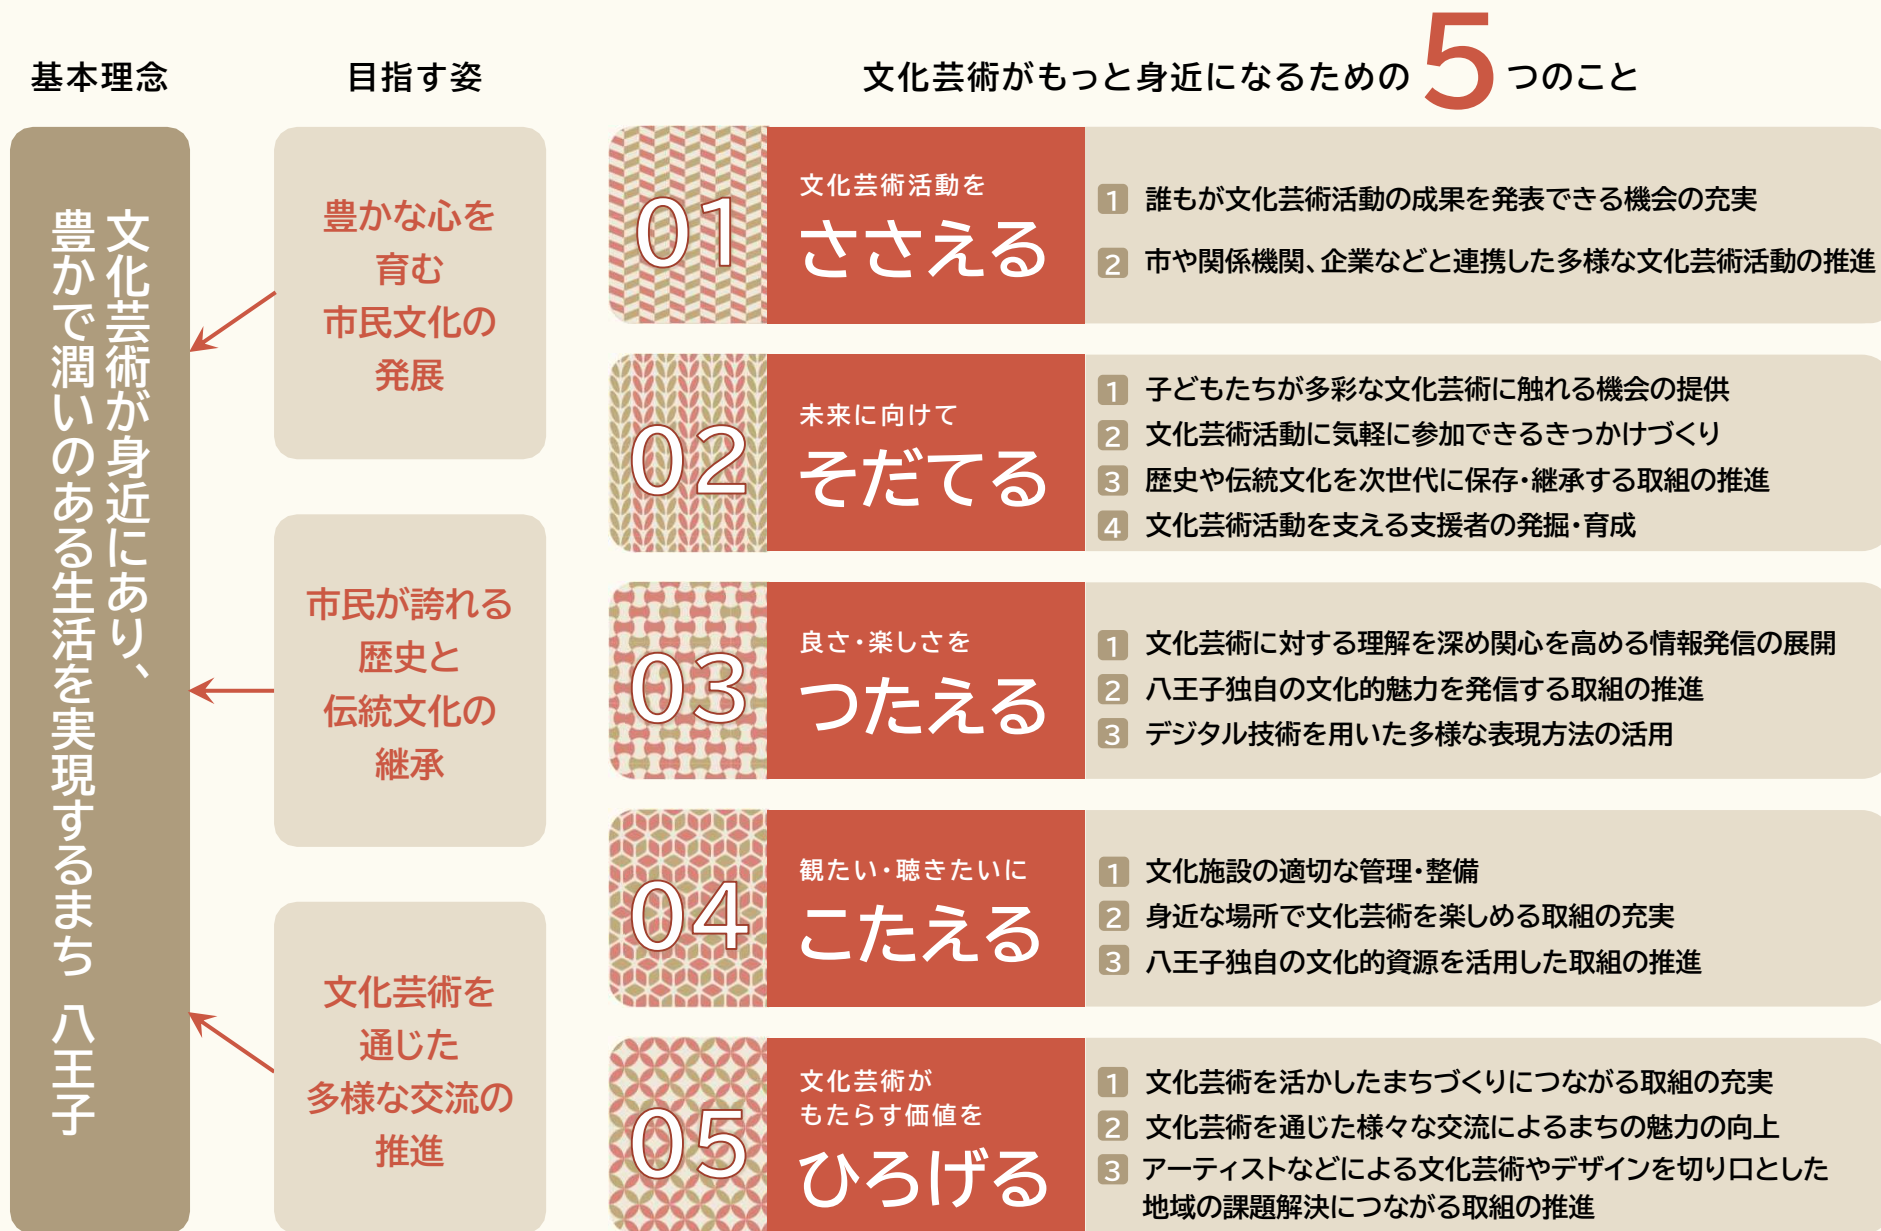 基本理念
文化芸術が身近にあり、
豊かで潤いのある生活を実現するまち 八王子
目指す姿
豊かな心を
育む
市民文化の
発展
市民が誇れる
歴史と
伝統文化の
継承
文化芸術を
通じた
多様な交流の
推進
文化芸術がもっと身近になるための5つのこと
01
文化芸術活動を
ささえる
1 誰もが文化芸術活動の成果を発表できる機会の充実
2 市や関係機関、企業などと連携した多様な文化芸術活動の推進
02
未来に向けて
そだてる
1 子どもたちが多彩な文化芸術に触れる機会の提供
2 文化芸術活動に気軽に参加できるきっかけづくり
3 歴史や伝統文化を次世代に保存・継承する取組の推進
4 文化芸術活動を支える支援者の発掘・育成
03
良さ・楽しさを
つたえる
1 文化芸術に対する理解を深め関心を高める情報発信の展開
2 八王子独自の文化的魅力を発信する取組の推進
3 デジタル技術を用いた多様な表現方法の活用
04
観たい・聴きたいに
こたえる
1 文化施設の適切な管理・整備
2 身近な場所で文化芸術を楽しめる取組の充実
3 八王子独自の文化的資源を活用した取組の推進
05
文化芸術が
もたらす価値を
ひろげる
1 文化芸術を活かしたまちづくりにつながる取組の充実
2 文化芸術を通じた様々な交流によるまちの魅力の向上
3 アーティストなどによる文化芸術やデザインを切り口とした
地域の課題解決につながる取組の推進